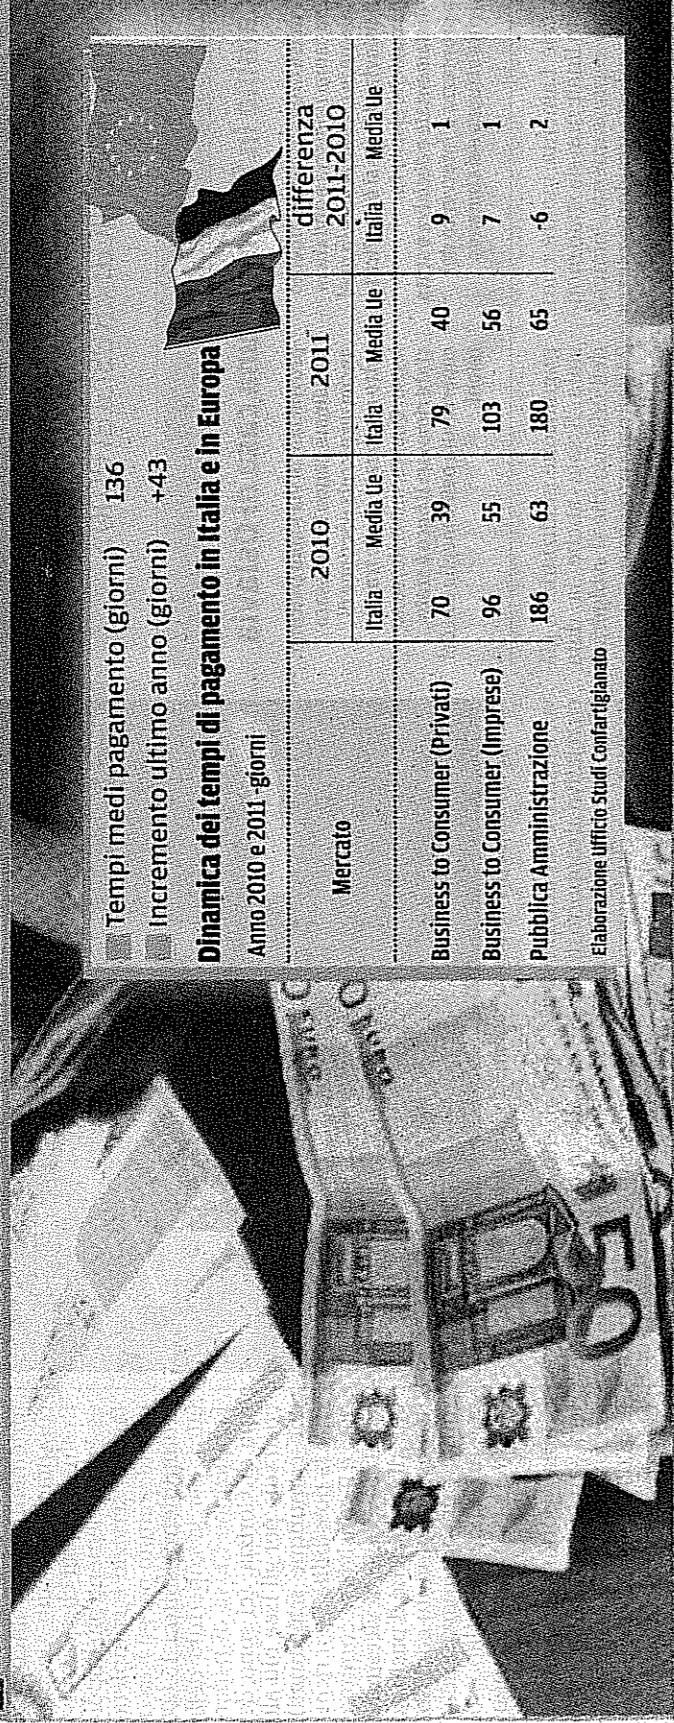 Tempi medi pagamento (giorni) 136
Incremento ultimo anno (giorni) +43
Dinamica dei tempi di pagamento in Italia e in Europa
Anno 2010 e 2011 -giorni
Mercato 2010 2011 differenza 2011-2010
Italia Media Ue Italia Media Ue Italia Media Ue
Business to Consumer (Privati) 70 39 79 40 9 1
Business to Consumer (Imprese) 96 55 103 56 7 1
Pubblica Amministrazione 186 63 180 65 -6 2
Elaborazione Ufficio Studi Confartigianato
50